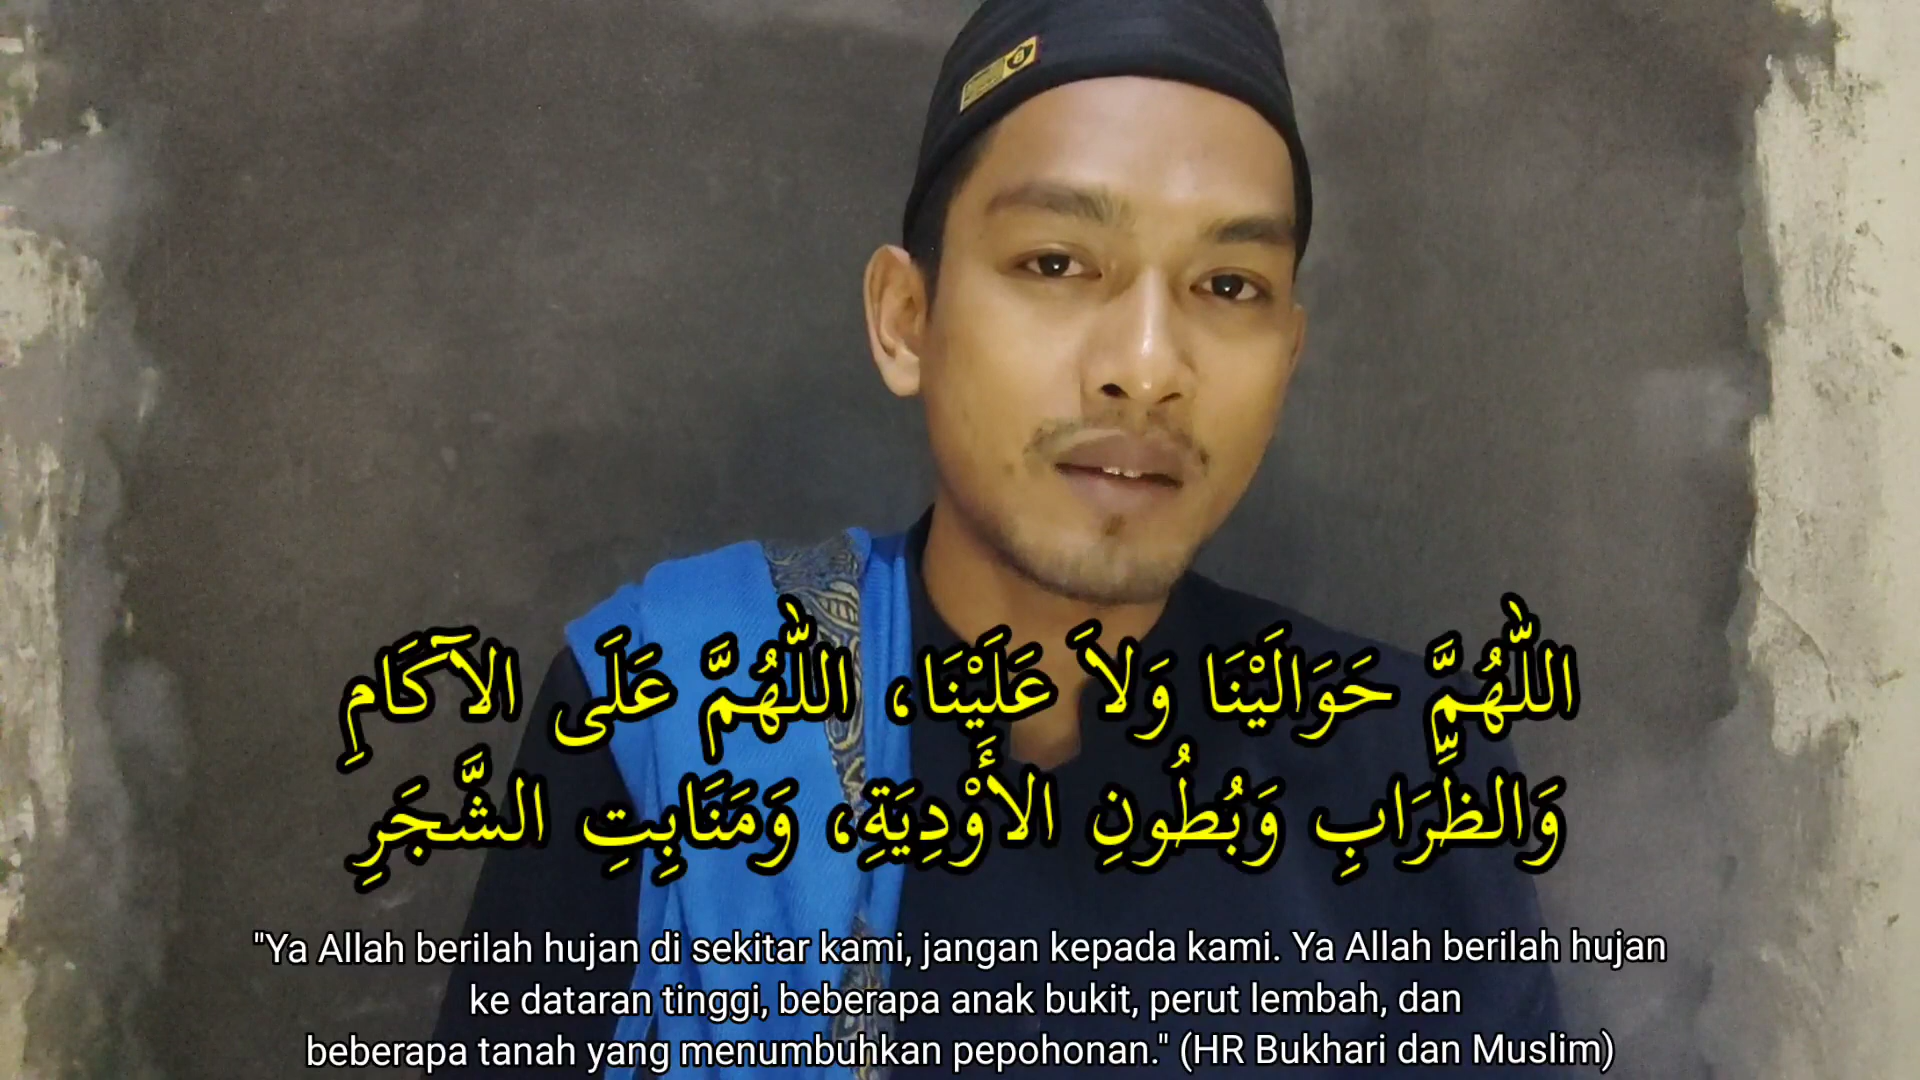 اللّٰهُمَّ حَوَالَيْنَا وَلاَ عَلَيْنَا، اللّٰهُمَّ عَلَى الآكَامِ
وَالظِّرَابِ وَبُطُونِ الأَوْدِيَةِ، وَمَنَابِتِ الشَّجَرِ
"Ya Allah berilah hujan di sekitar kami, jangan kepada kami. Ya Allah berilah hujan
ke dataran tinggi, beberapa anak bukit, perut lembah, dan
beberapa tanah yang menumbuhkan pepohonan." (HR Bukhari dan Muslim)